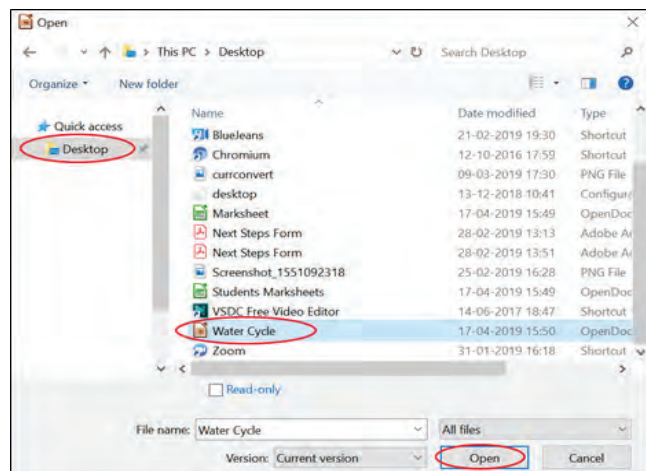 Open
This PC > Desktop
Search Desktop
Organize
New folder
Name Date modified Type
Quick access
Desktop
BlueJeans 21-02-2019 19:30 Shortcut
Chromium 12-10-2016 17:59 Shortcut
currconvert 09-03-2019 17:30 PNG File
desktop 13-12-2018 10:41 Configur
Marksheet 17-04-2019 15:49 OpenDoc
Next Steps Form 28-02-2019 13:13 Adobe A
Next Steps Form 28-02-2019 13:51 Adobe A
Screenshot_1551092318 25-02-2019 16:28 PNG File
Students Marksheets 17-04-2019 15:49 OpenDoc
VSDC Free Video Editor 14-06-2017 18:47 Shortcut
Water Cycle 17-04-2019 15:50 OpenDoc
Zoom 31-01-2019 16:18 Shortcut
Read-only
File name: Water Cycle All files
Version: Current version Open Cancel